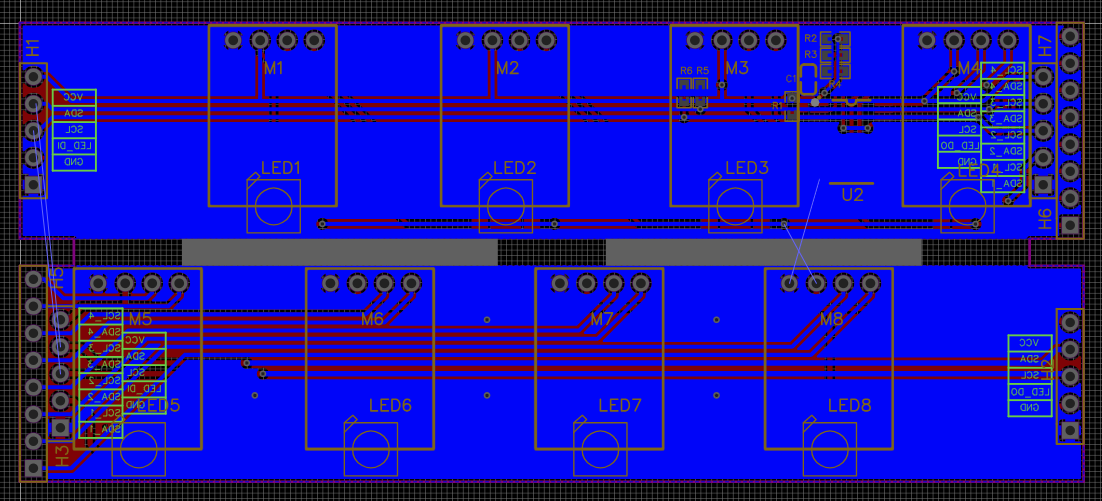 H1
M1
M2
M3
M4
H7
R2
R3
R4
R6 R5
C1
R1
VCC
SDA
SCL
LED_DI
GND
SCL_4
SDA_4
SCL_3
SDA_3
SCL_2
SDA_2
SCL_1
SDA_1
VCC
SDA
SCL
LED_DO
GND
LED1
LED2
LED3
LED4
U2
H6
H5
M5
M6
M7
M8
SCL_4
SDA_4
SCL_3
SDA_3
SCL_2
SDA_2
SCL_1
SDA_1
VCC
SDA
SCL
LED_DI
GND
VCC
SDA
SCL
LED_DO
GND
LED5
LED6
LED7
LED8
H3